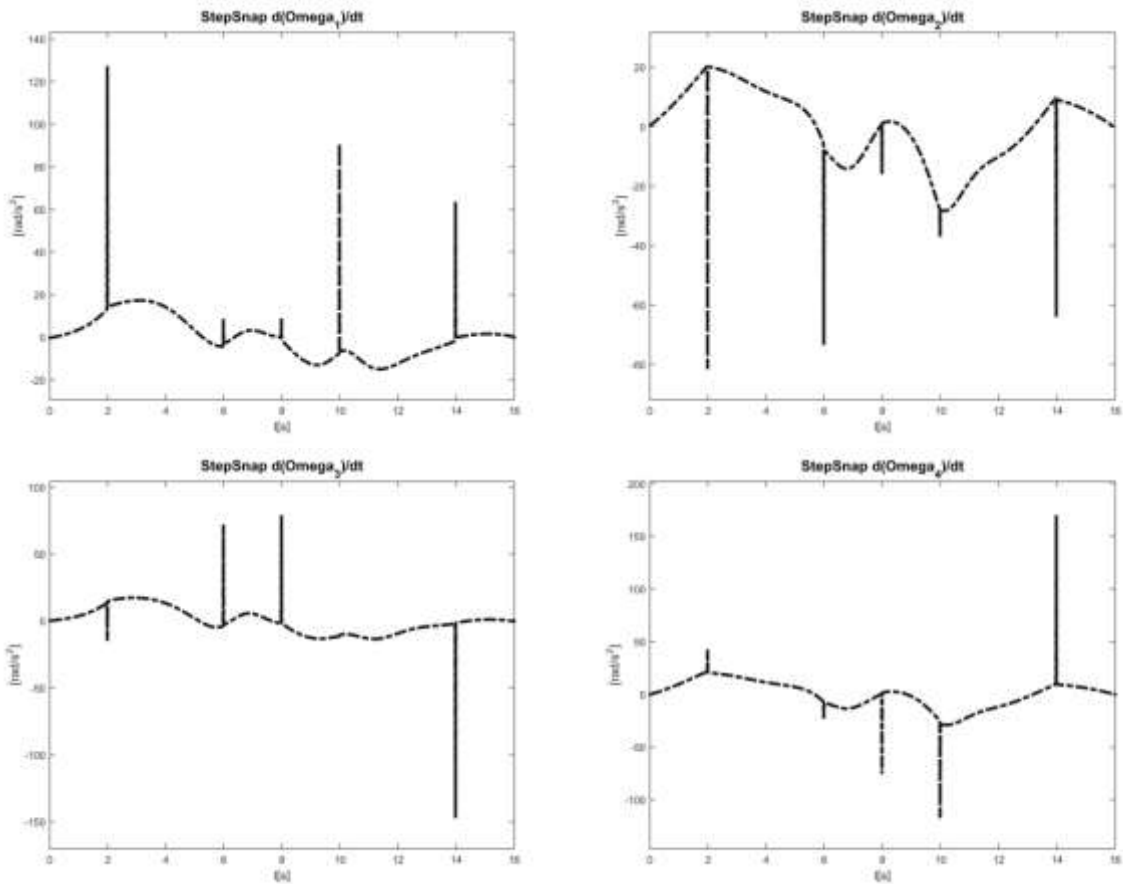 StepSnap d(Omega1)/dt
140
120
100
80
60
40
20
0
-20
[rad/s²]
0 2 4 6 8 10 12 14 16
t[s]
StepSnap d(Omega2)/dt
20
0
-20
-40
-60
-80
[rad/s²]
0 2 4 6 8 10 12 14 16
t[s]
StepSnap d(Omega3)/dt
100
50
0
-50
-100
-150
[rad/s²]
0 2 4 6 8 10 12 14 16
t[s]
StepSnap d(Omega4)/dt
200
150
100
50
0
-50
-100
[rad/s²]
0 2 4 6 8 10 12 14 16
t[s]